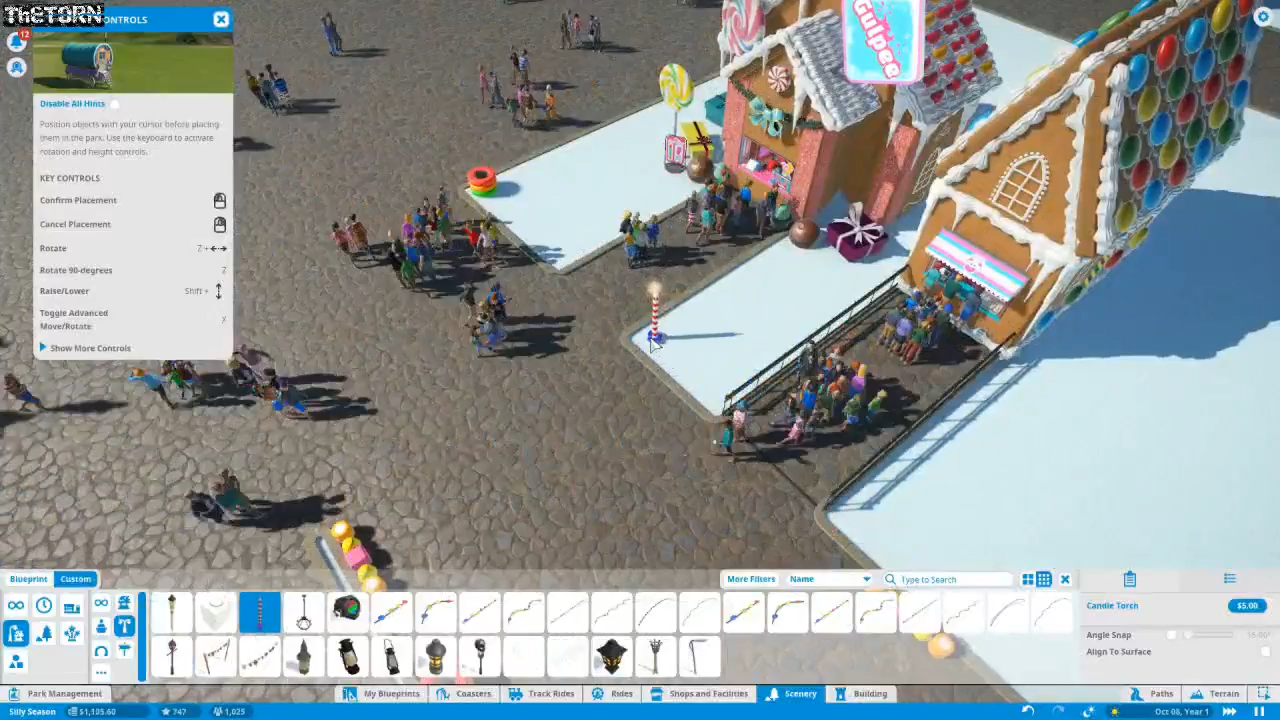 THETORN
CONTROLS
12
Disable All Hints
Position objects with your cursor before placing
them in the park. Use the keyboard to activate
rotation and height controls.
KEY CONTROLS
Confirm Placement
Cancel Placement
Rotate Z +
Rotate 90-degrees Z
Raise/Lower Shift +
Toggle Advanced
Move/Rotate X
Show More Controls
Gulpee
Blueprint Custom
More Filters Name Type to Search
Candle Torch $5.00
Angle Snap 15.00°
Align To Surface
Park Management My Blueprints Coasters Track Rides Rides Shops and Facilities Scenery Building Paths Terrain
Silly Season $1,105.60 747 1,025 Oct 08, Year 1